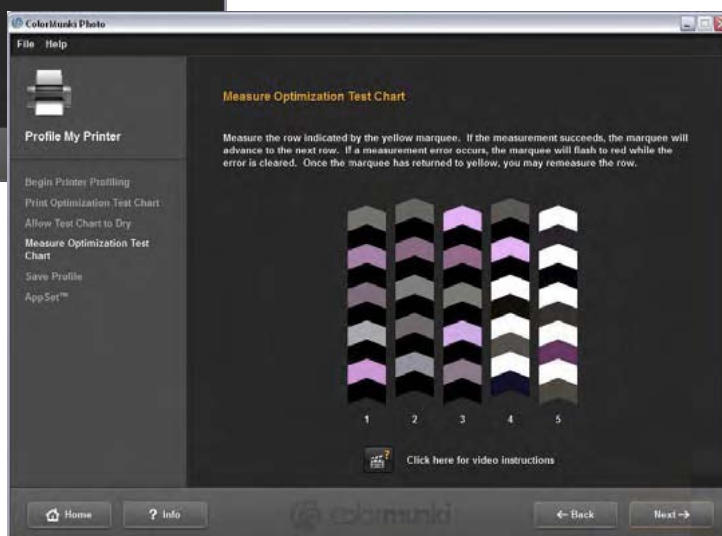 ColorMunki Photo
File Help
Profile My Printer
Begin Printer Profiling
Print Optimization Test Chart
Allow Test Chart to Dry
Measure Optimization Test
Chart
Save Profile
AppSet™
Measure Optimization Test Chart
Measure the row indicated by the yellow marquee. If the measurement succeeds, the marquee will
advance to the next row. If a measurement error occurs, the marquee will flash to red while the
error is cleared. Once the marquee has returned to yellow, you may remeasure the row.
1 2 3 4 5
? Click here for video instructions
Home ? Info colormunki ← Back Next →